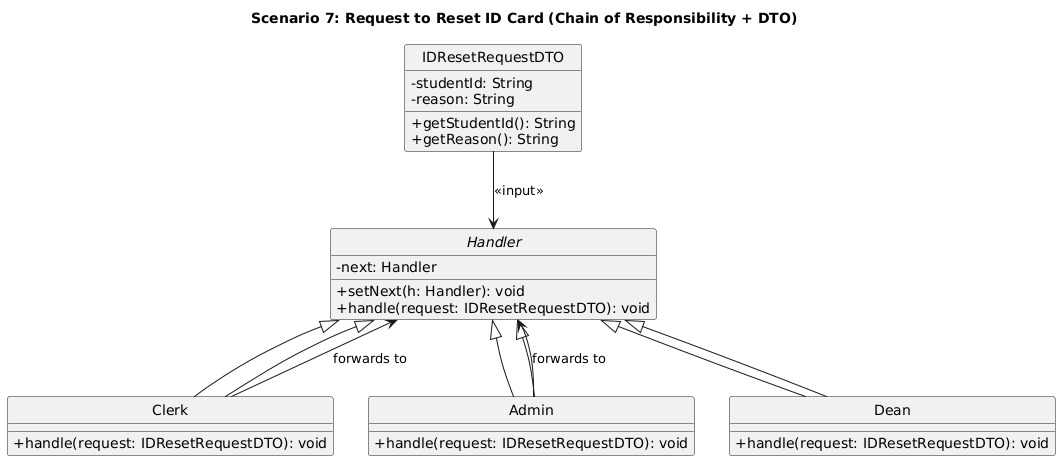 Scenario 7: Request to Reset ID Card (Chain of Responsibility + DTO)
IDResetRequestDTO
-studentId: String
-reason: String
+getStudentId(): String
+getReason(): String
«input»
Handler
-next: Handler
+setNext(h: Handler): void
+handle(request: IDResetRequestDTO): void
forwards to
forwards to
Clerk
+handle(request: IDResetRequestDTO): void
Admin
+handle(request: IDResetRequestDTO): void
Dean
+handle(request: IDResetRequestDTO): void